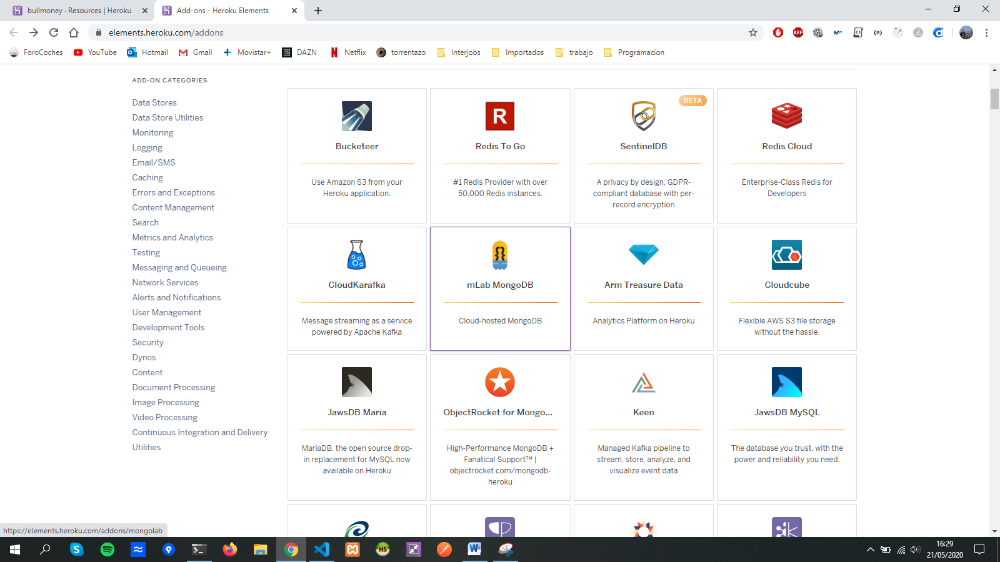 bullmoney · Resources | Heroku
Add-ons - Heroku Elements
elements.heroku.com/addons
ABP
ForoCoches
YouTube
Hotmail
Gmail
Movistar+
DAZN
Netflix
torrentazo
Interjobs
Importados
trabajo
Programacion
ADD-ON CATEGORIES
Data Stores
Data Store Utilities
Monitoring
Logging
Email/SMS
Caching
Errors and Exceptions
Content Management
Search
Metrics and Analytics
Testing
Messaging and Queueing
Network Services
Alerts and Notifications
User Management
Development Tools
Security
Dynos
Content
Document Processing
Image Processing
Video Processing
Continuous Integration and Delivery
Utilities
Bucketeer
Use Amazon S3 from your
Heroku application.
R
Redis To Go
#1 Redis Provider with over
50,000 Redis instances.
BETA
SentinelDB
A privacy by design, GDPR-
compliant database with per-
record encryption
Redis Cloud
Enterprise-Class Redis for
Developers
CloudKarafka
Message streaming as a service
powered by Apache Kafka
mLab MongoDB
Cloud-hosted MongoDB
Arm Treasure Data
Analytics Platform on Heroku
Cloudcube
Flexible AWS S3 file storage
without the hassle.
JawsDB Maria
MariaDB, the open source drop-
in replacement for MySQL now
available on Heroku
ObjectRocket for Mongo...
High-Performance MongoDB +
Fanatical Support™ |
objectrocket.com/mongodb-
heroku
Keen
Managed Kafka pipeline to
stream, store, analyze, and
visualize event data
JawsDB MySQL
The database you trust, with the
power and reliability you need.
https://elements.heroku.com/addons/mongolab
HS
16:29
21/05/2020